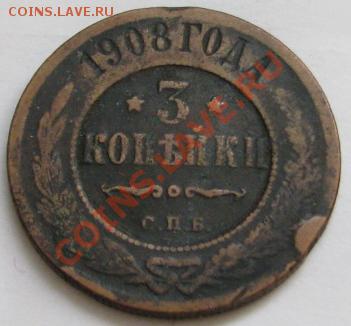 COINS.LAVE.RU
1908 ГОДА
3
КОПѢЙКИ
С.П.Б.
COINS.LAVE.RU